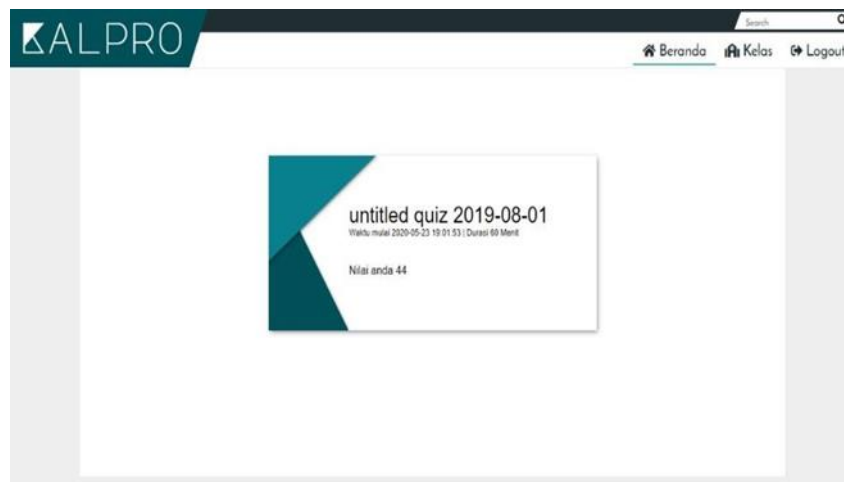 KALPRO
Search
Beranda
Kelas
Logout
untitled quiz 2019-08-01
Waktu mulai 2020-05-23 19:01:53 | Durasi 60 Menit
Nilai anda 44